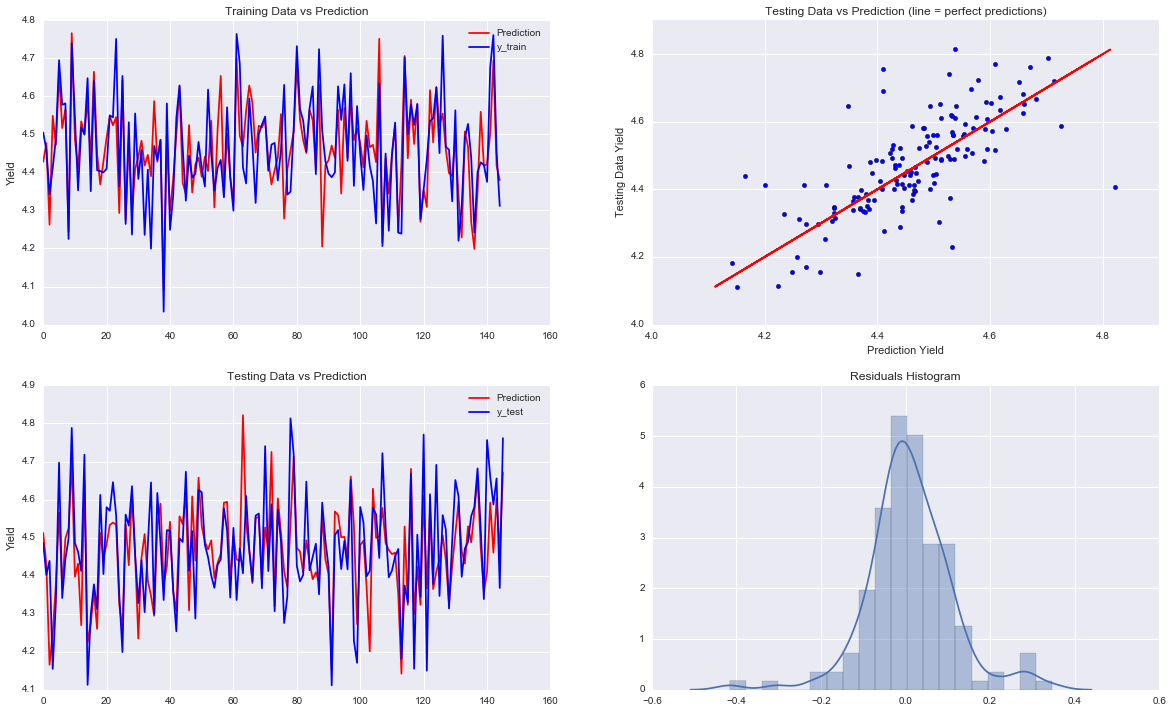 Training Data vs Prediction
4.8
4.7
4.6
4.5
4.4
4.3
4.2
4.1
4.0
Yield
Prediction
y_train
0 20 40 60 80 100 120 140 160
Testing Data vs Prediction (line = perfect predictions)
4.8
4.6
4.4
4.2
4.0
Testing Data Yield
4.0 4.2 4.4 4.6 4.8
Prediction Yield
Testing Data vs Prediction
4.9
4.8
4.7
4.6
4.5
4.4
4.3
4.2
4.1
Yield
Prediction
y_test
0 20 40 60 80 100 120 140 160
Residuals Histogram
6
5
4
3
2
1
0
−0.6 −0.4 −0.2 0.0 0.2 0.4 0.6